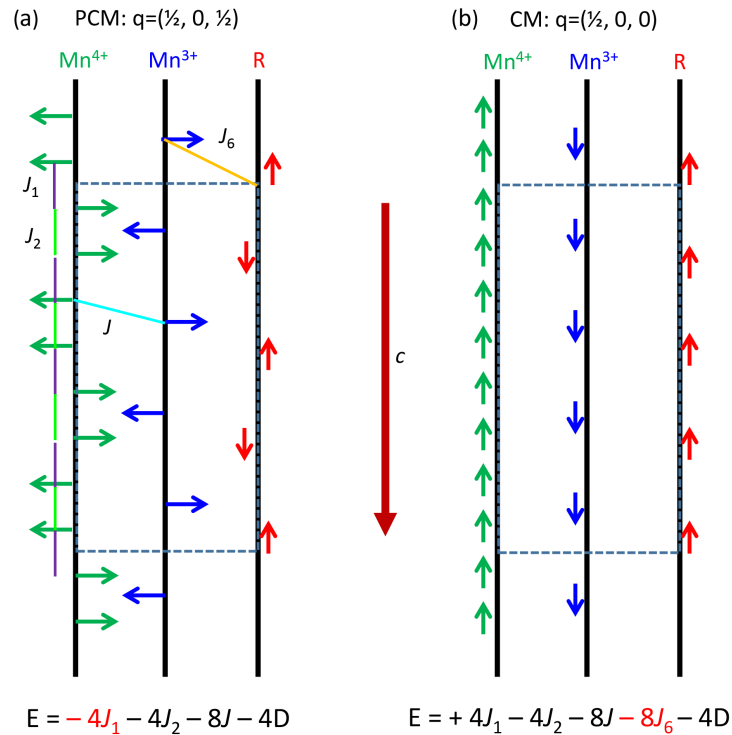 (a) PCM: q=(½, 0, ½)
Mn⁴⁺ Mn³⁺ R
J₆
J₁
J₂
J
E = – 4J₁ – 4J₂ – 8J – 4D
c
(b) CM: q=(½, 0, 0)
Mn⁴⁺ Mn³⁺ R
E = + 4J₁ – 4J₂ – 8J – 8J₆ – 4D